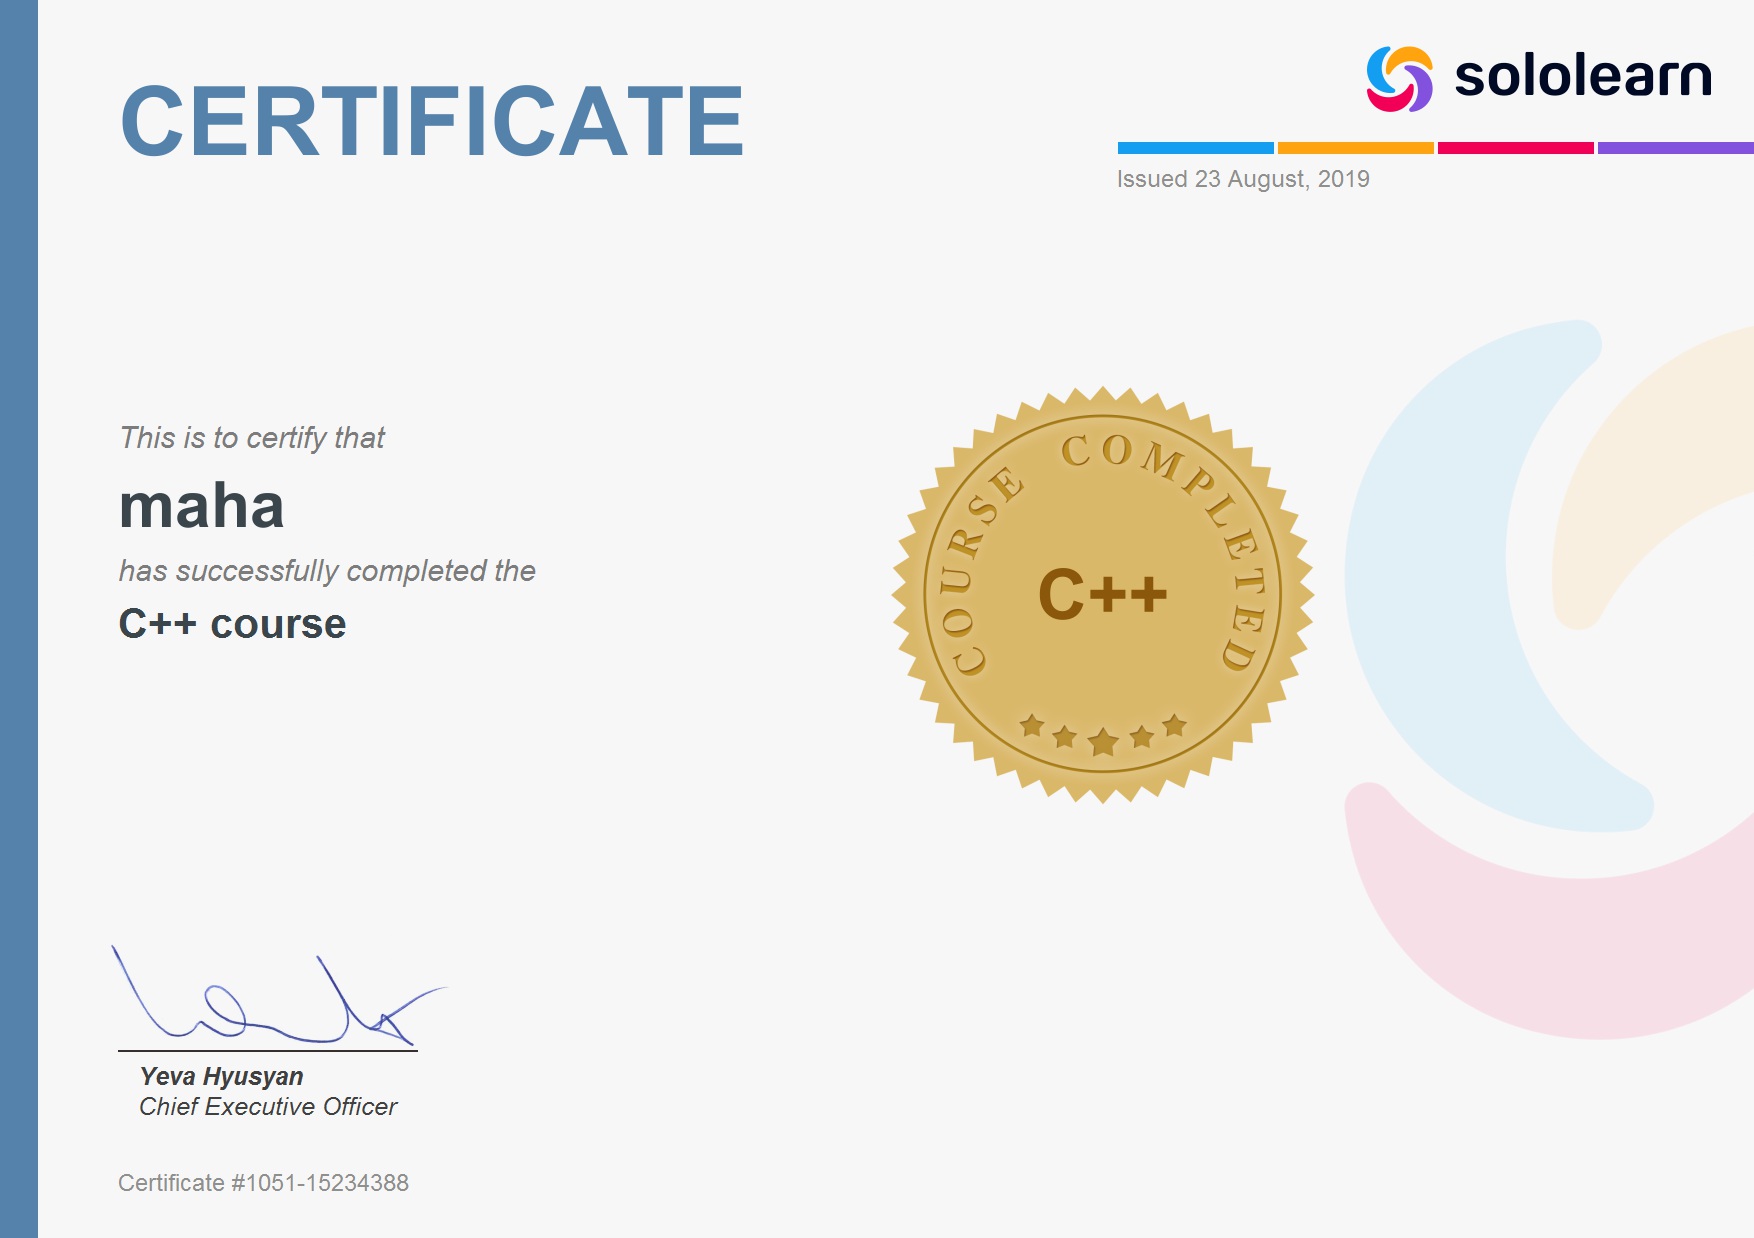 CERTIFICATE
sololearn
Issued 23 August, 2019
This is to certify that
maha
has successfully completed the
C++ course
COURSE COMPLETED
C++
Yeva Hyusyan
Chief Executive Officer
Certificate #1051-15234388